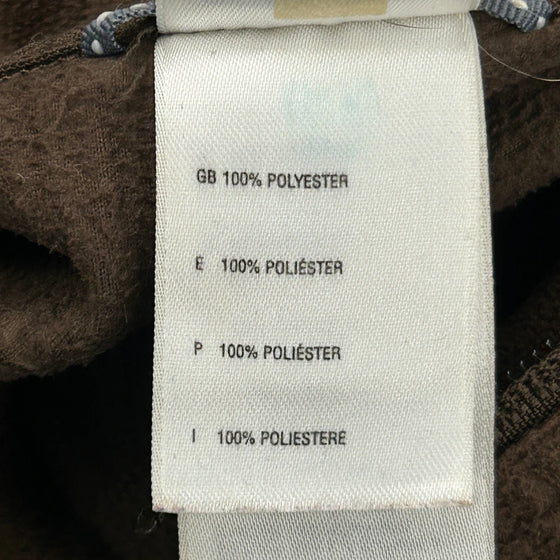 GB 100% POLYESTER
E 100% POLIÉSTER
P 100% POLIÉSTER
I 100% POLIESTERE